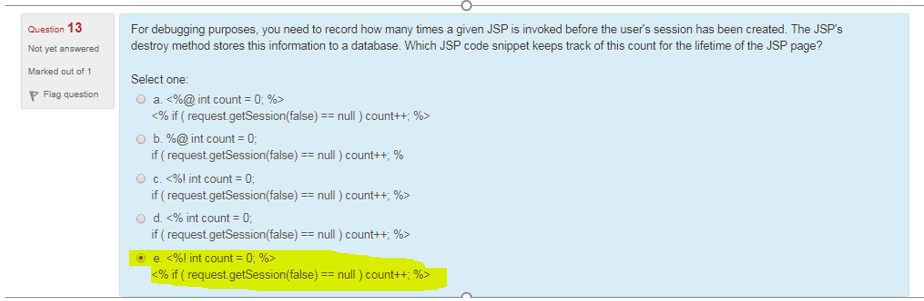 Question 13
Not yet answered
Marked out of 1
Flag question
For debugging purposes, you need to record how many times a given JSP is invoked before the user's session has been created. The JSP's
destroy method stores this information to a database. Which JSP code snippet keeps track of this count for the lifetime of the JSP page?
Select one:
a. <%@ int count = 0; %>
<% if ( request.getSession(false) == null ) count++; %>
b. %@ int count = 0;
if ( request.getSession(false) == null ) count++; %
c. <%! int count = 0;
if ( request.getSession(false) == null ) count++; %>
d. <% int count = 0;
if ( request.getSession(false) == null ) count++; %>
e. <%! int count = 0; %>
<% if ( request.getSession(false) == null ) count++; %>